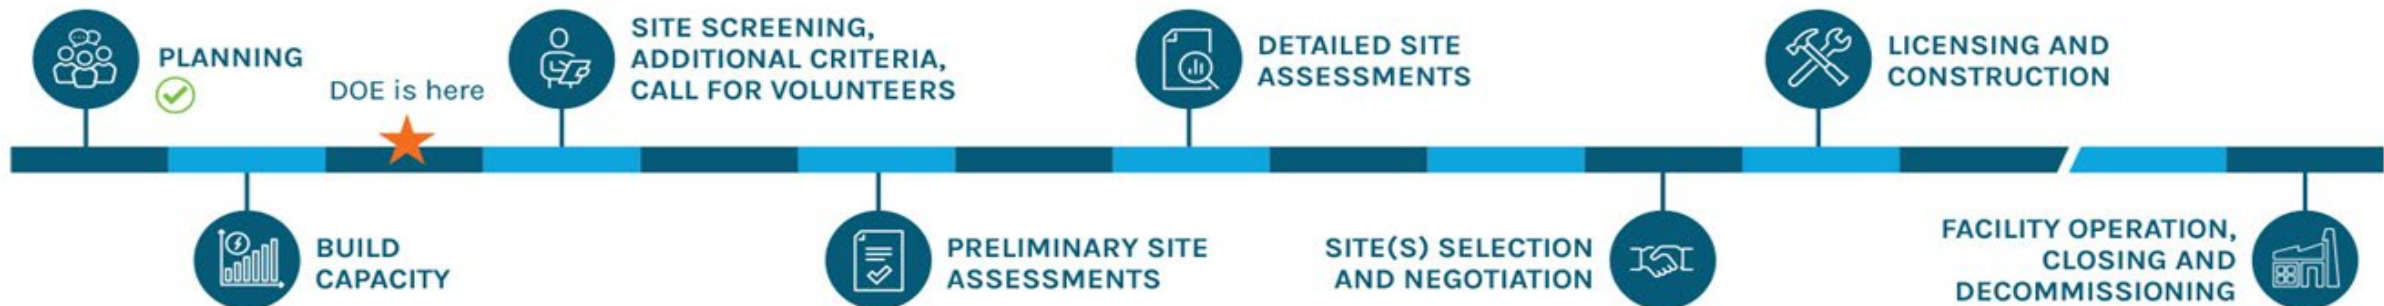 PLANNING
DOE is here
SITE SCREENING,
ADDITIONAL CRITERIA,
CALL FOR VOLUNTEERS
DETAILED SITE
ASSESSMENTS
LICENSING AND
CONSTRUCTION
BUILD
CAPACITY
PRELIMINARY SITE
ASSESSMENTS
SITE(S) SELECTION
AND NEGOTIATION
FACILITY OPERATION,
CLOSING AND
DECOMMISSIONING